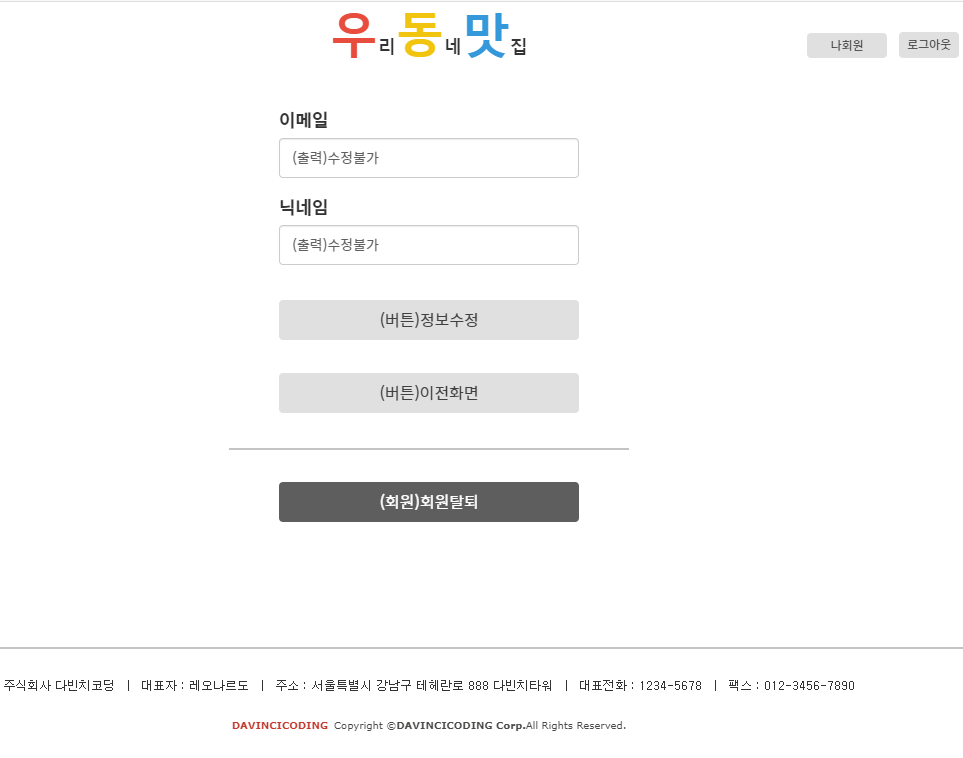 우리동네맛집
나회원 로그아웃
이메일
(출력)수정불가
닉네임
(출력)수정불가
(버튼)정보수정
(버튼)이전화면
(회원)회원탈퇴
주식회사 다빈치코딩 | 대표자 : 레오나르도 | 주소 : 서울특별시 강남구 테헤란로 888 다빈치타워 | 대표전화 : 1234-5678 | 팩스 : 012-3456-7890
DAVINCICODING Copyright ©DAVINCICODING Corp.All Rights Reserved.